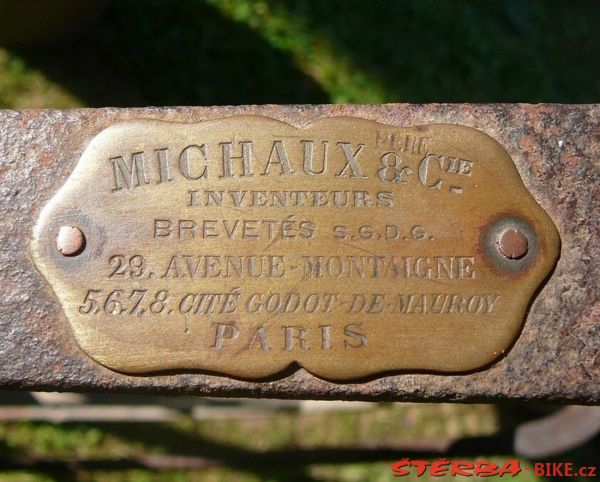 MICHAUX PERE & CIE
INVENTEURS
BREVETÉS S.G.D.G.
29, AVENUE-MONTAIGNE
5.6.7.8. CITÉ GODOT-DE-MAUROY
PARIS
ŠTĚRBA-BIKE.cz